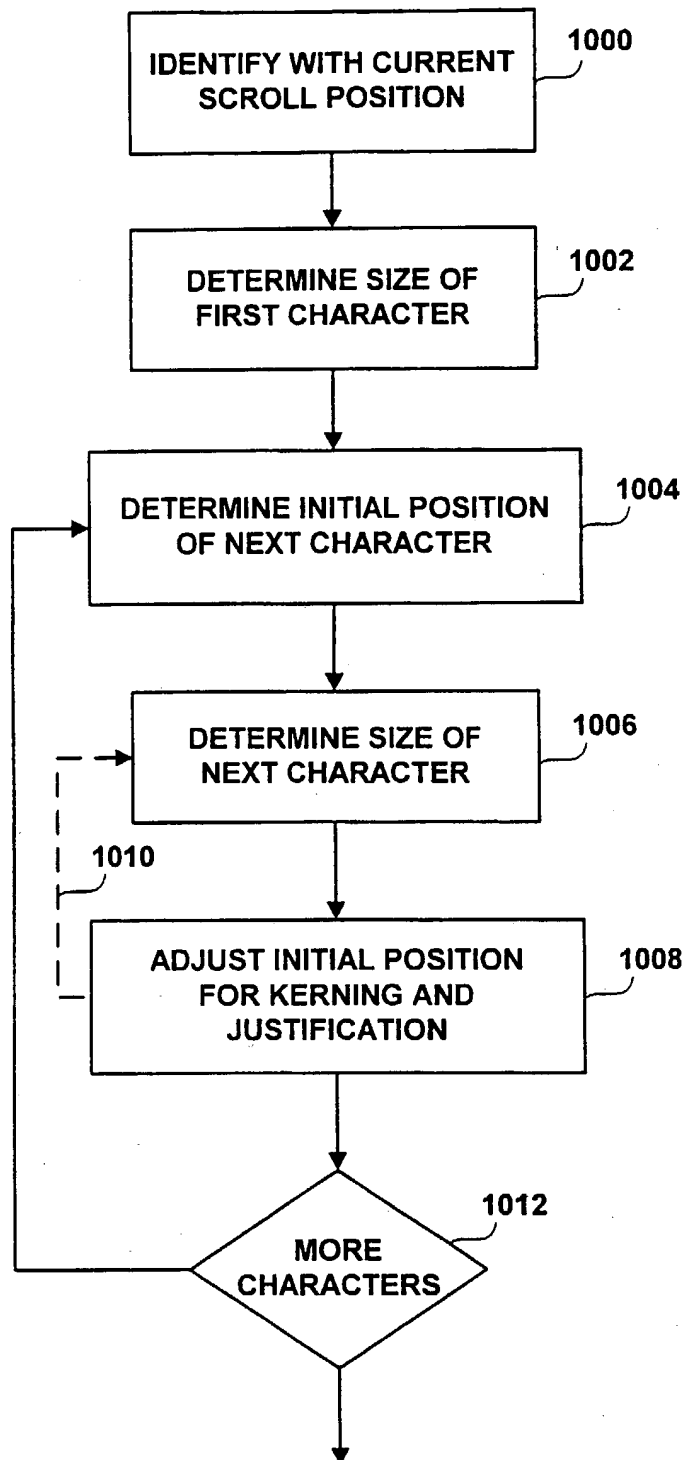 1000
IDENTIFY WITH CURRENT
SCROLL POSITION
1002
DETERMINE SIZE OF
FIRST CHARACTER
1004
DETERMINE INITIAL POSITION
OF NEXT CHARACTER
1006
DETERMINE SIZE OF
NEXT CHARACTER
1010
ADJUST INITIAL POSITION
FOR KERNING AND
JUSTIFICATION
1008
1012
MORE
CHARACTERS